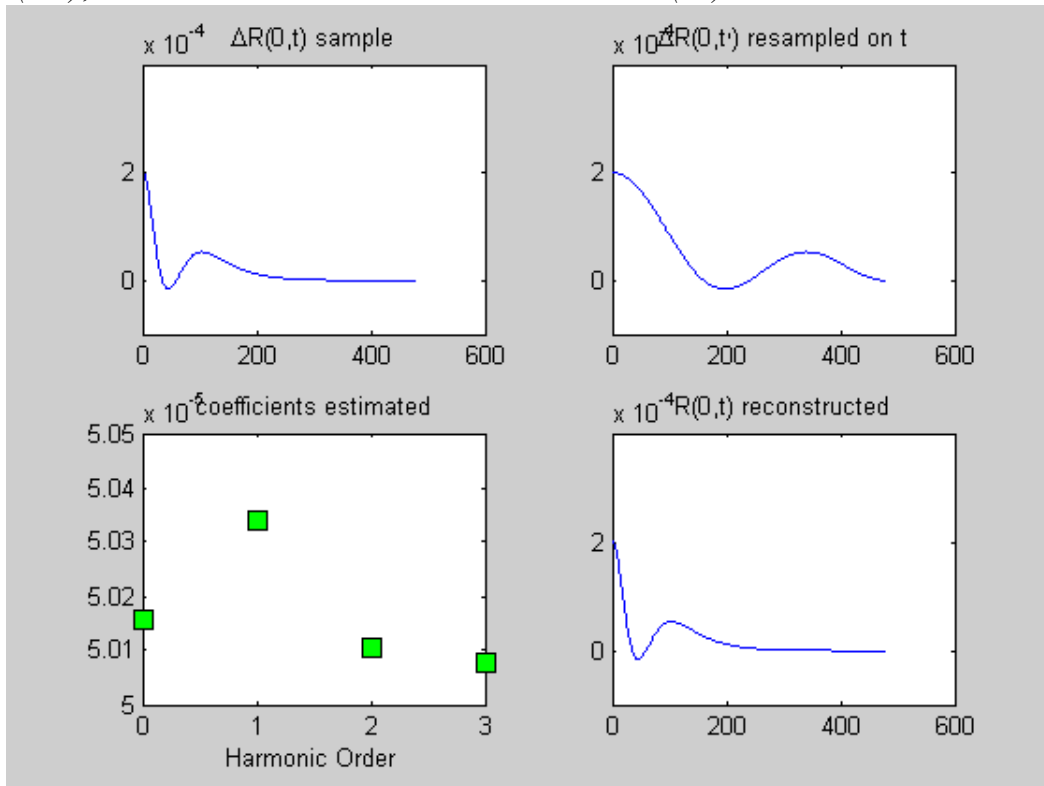 x 10⁻⁴ ΔR(0,t) sample
2
0
0 200 400 600
x 10⁻⁴ ΔR(0,t') resampled on t
2
0
0 200 400 600
x 10⁻⁵ coefficients estimated
5.05
5.04
5.03
5.02
5.01
5
0 1 2 3
Harmonic Order
x 10⁻⁴ R(0,t) reconstructed
2
0
0 200 400 600